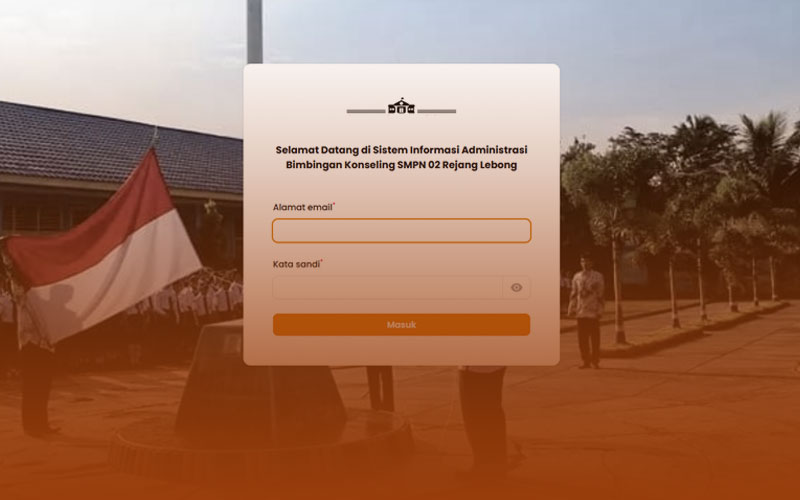 Selamat Datang di Sistem Informasi Administrasi
Bimbingan Konseling SMPN 02 Rejang Lebong
Alamat email*
Kata sandi*
Masuk